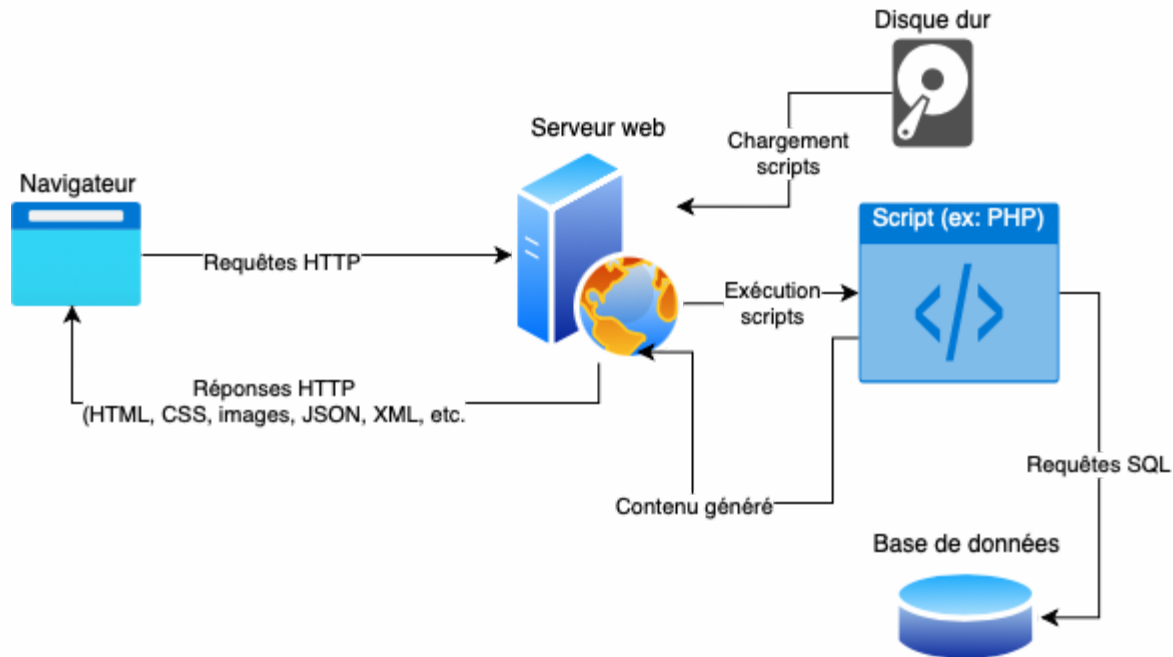 Disque dur
Serveur web
Chargement
scripts
Navigateur
Script (ex: PHP)
Requêtes HTTP
Exécution
scripts
</>
Réponses HTTP
(HTML, CSS, images, JSON, XML, etc.
Requêtes SQL
Contenu généré
Base de données